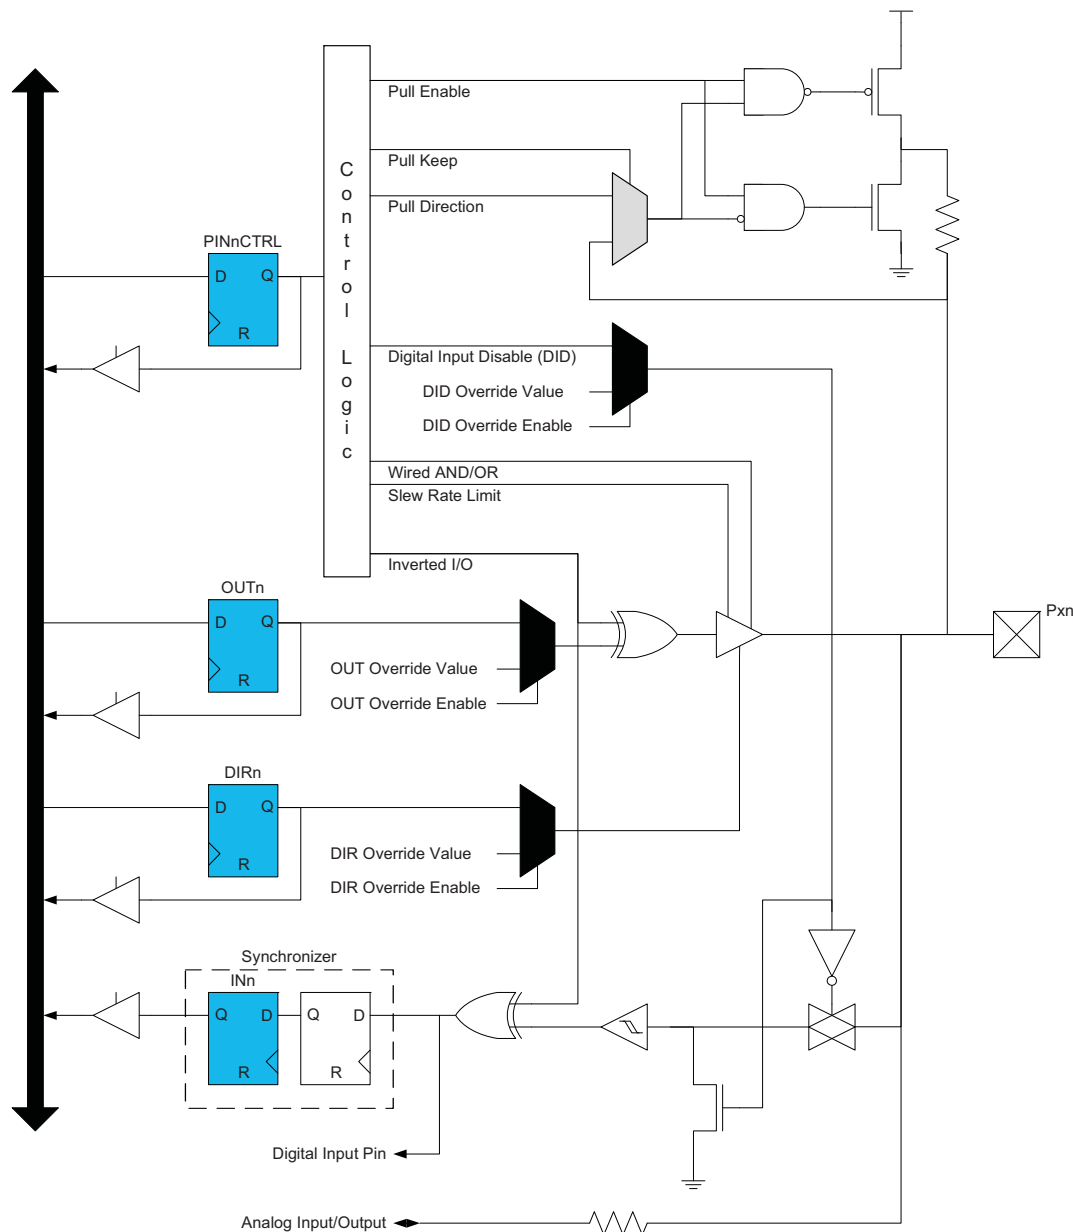 Pull Enable
Pull Keep
Pull Direction
Control Logic
PINnCTRL
D Q
R
Digital Input Disable (DID)
DID Override Value
DID Override Enable
Wired AND/OR
Slew Rate Limit
Inverted I/O
OUTn
D Q
R
Pxn
OUT Override Value
OUT Override Enable
DIRn
D Q
R
DIR Override Value
DIR Override Enable
Synchronizer
INn
Q D Q D
R R
Digital Input Pin
Analog Input/Output